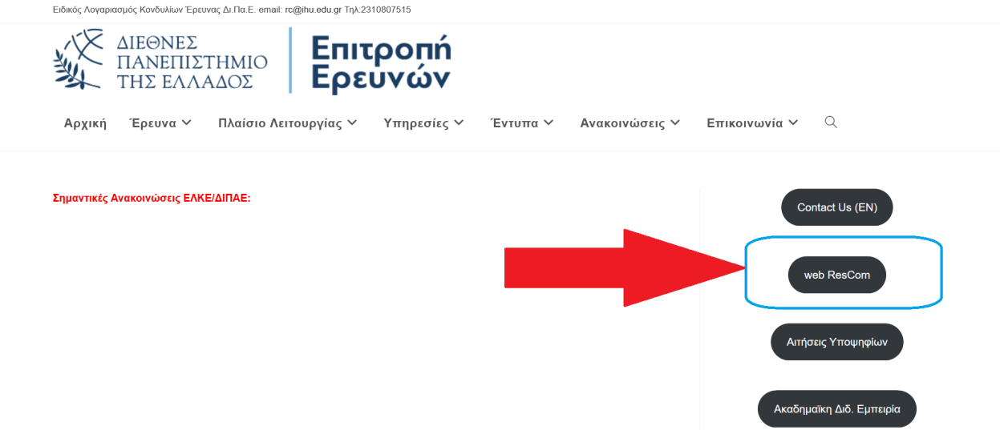 Ειδικός Λογαριασμός Κονδυλίων Έρευνας Δι.Πα.Ε. email: rc@ihu.edu.gr Τηλ:2310807515
ΔΙΕΘΝΕΣ
ΠΑΝΕΠΙΣΤΗΜΙΟ
ΤΗΣ ΕΛΛΑΔΟΣ
Επιτροπή
Ερευνών
Αρχική Έρευνα Πλαίσιο Λειτουργίας Υπηρεσίες Έντυπα Ανακοινώσεις Επικοινωνία
Σημαντικές Ανακοινώσεις ΕΛΚΕ/ΔΙΠΑΕ:
Contact Us (EN)
web ResCom
Αιτήσεις Υποψηφίων
Ακαδημαϊκη Διδ. Εμπειρία